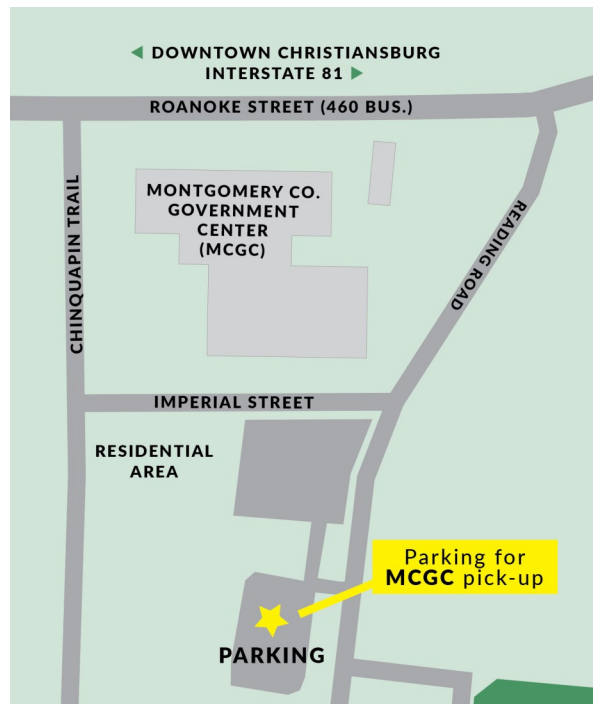 DOWNTOWN CHRISTIANSBURG
INTERSTATE 81
ROANOKE STREET (460 BUS.)
MONTGOMERY CO.
GOVERNMENT
CENTER
(MCGC)
CHINQUAPIN TRAIL
READING ROAD
IMPERIAL STREET
RESIDENTIAL
AREA
Parking for
MCGC pick-up
PARKING